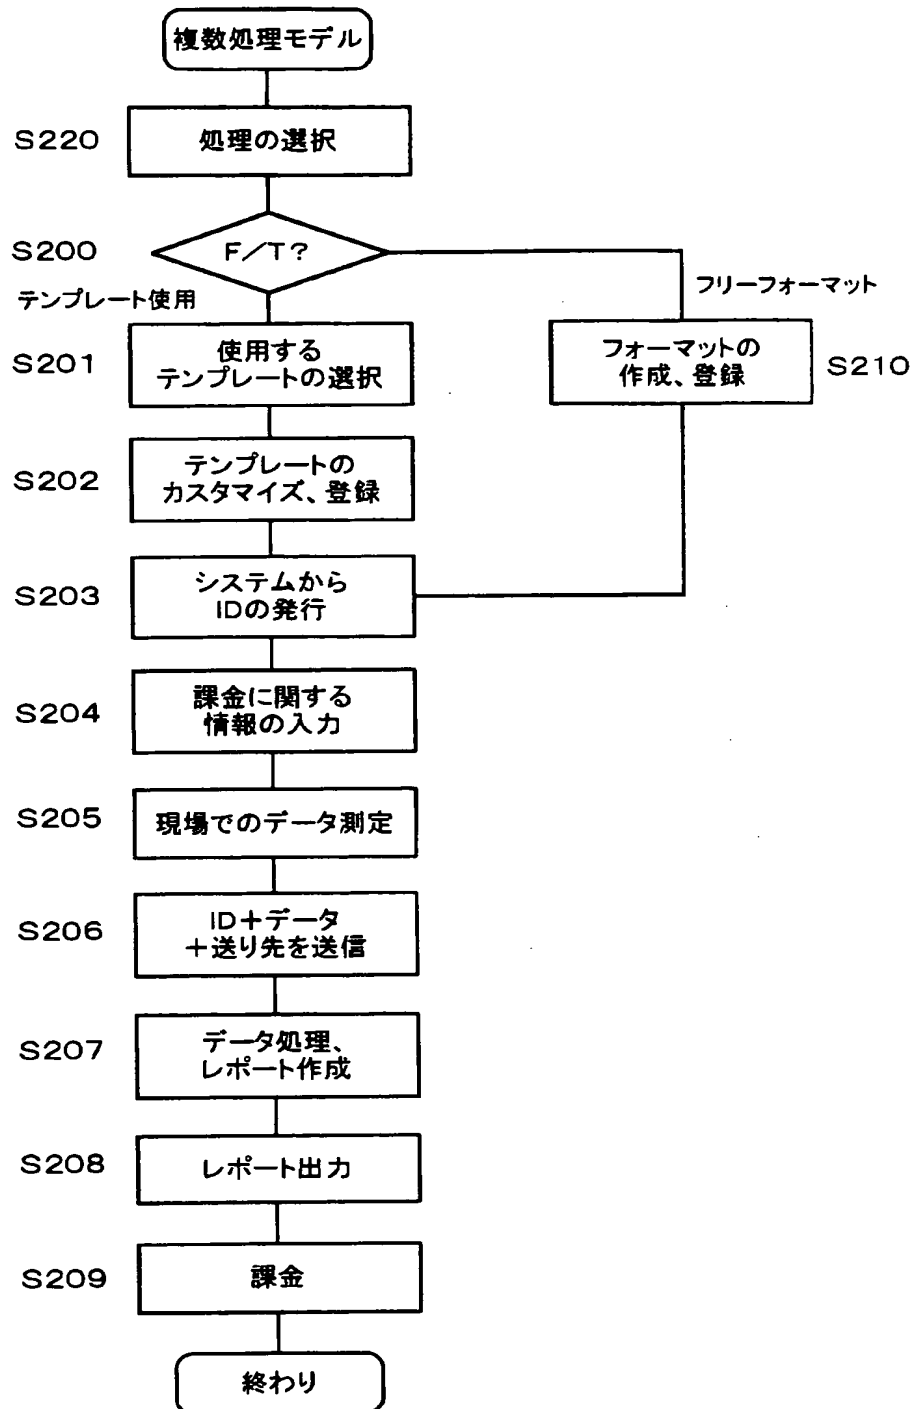 複数処理モデル
S220
処理の選択
S200
F/T?
テンプレート使用
フリーフォーマット
S201
使用する
テンプレートの選択
フォーマットの
作成、登録
S210
S202
テンプレートの
カスタマイズ、登録
S203
システムから
IDの発行
S204
課金に関する
情報の入力
S205
現場でのデータ測定
S206
ID+データ
+送り先を送信
S207
データ処理、
レポート作成
S208
レポート出力
S209
課金
終わり